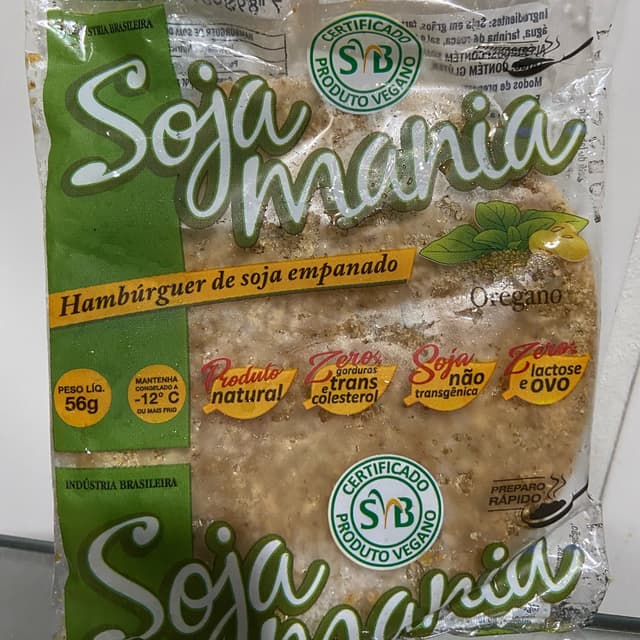 INDÚSTRIA BRASILEIRA
CERTIFICADO
SVB
PRODUTO VEGANO
Soja
mania
Hambúrguer de soja empanado
Orégano
Produto
natural
Zero
gorduras
e trans
colesterol
Soja
não
transgênica
Zero
lactose
e ovo
PESO LÍQ.
56g
MANTENHA
CONGELADO A
-12° C
OU MAIS FRIO
INDÚSTRIA BRASILEIRA
CERTIFICADO
SVB
PRODUTO VEGANO
PREPARO
RÁPIDO
Soja
mania